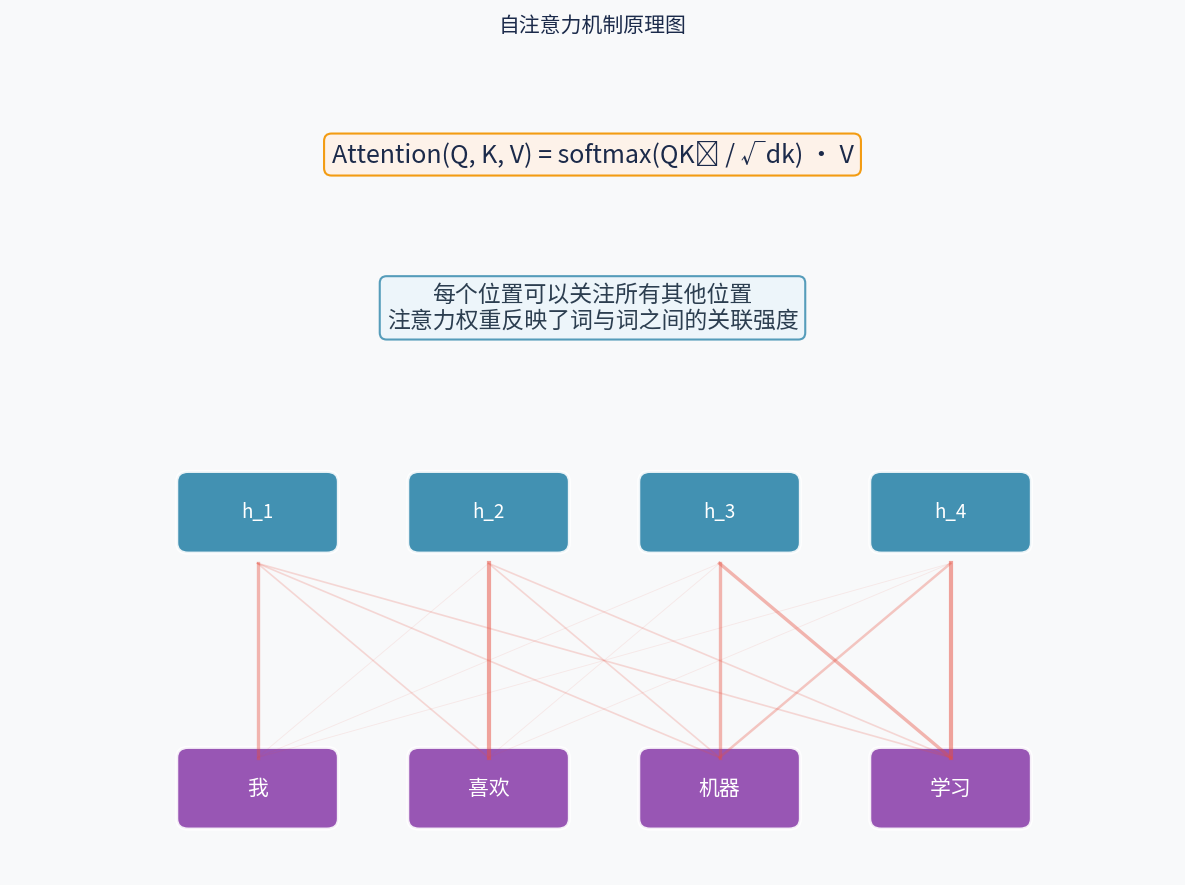 自注意力机制原理图
Attention(Q, K, V) = softmax(QK / √dk) · V
每个位置可以关注所有其他位置
注意力权重反映了词与词之间的关联强度
h_1
h_2
h_3
h_4
我
喜欢
机器
学习